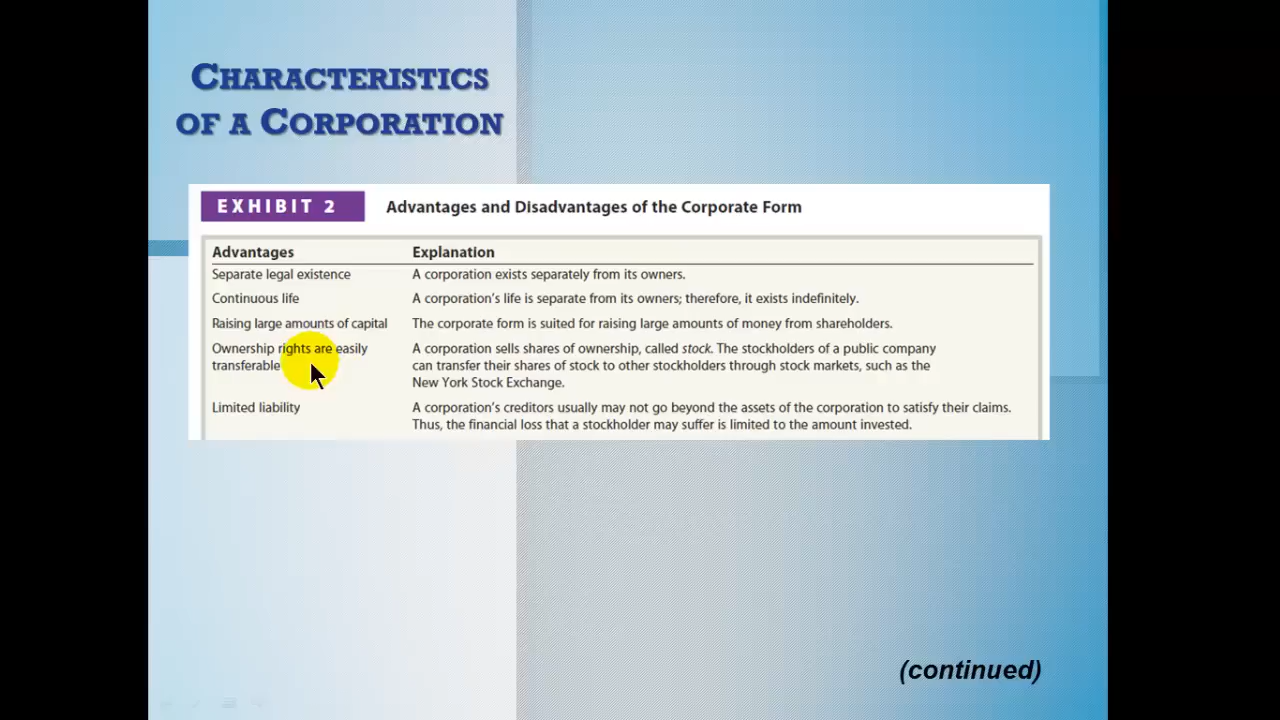 CHARACTERISTICS
OF A CORPORATION
EXHIBIT 2 Advantages and Disadvantages of the Corporate Form
Advantages Explanation
Separate legal existence A corporation exists separately from its owners.
Continuous life A corporation's life is separate from its owners; therefore, it exists indefinitely.
Raising large amounts of capital The corporate form is suited for raising large amounts of money from shareholders.
Ownership rights are easily A corporation sells shares of ownership, called stock. The stockholders of a public company
transferable can transfer their shares of stock to other stockholders through stock markets, such as the
New York Stock Exchange.
Limited liability A corporation's creditors usually may not go beyond the assets of the corporation to satisfy their claims.
Thus, the financial loss that a stockholder may suffer is limited to the amount invested.
(continued)